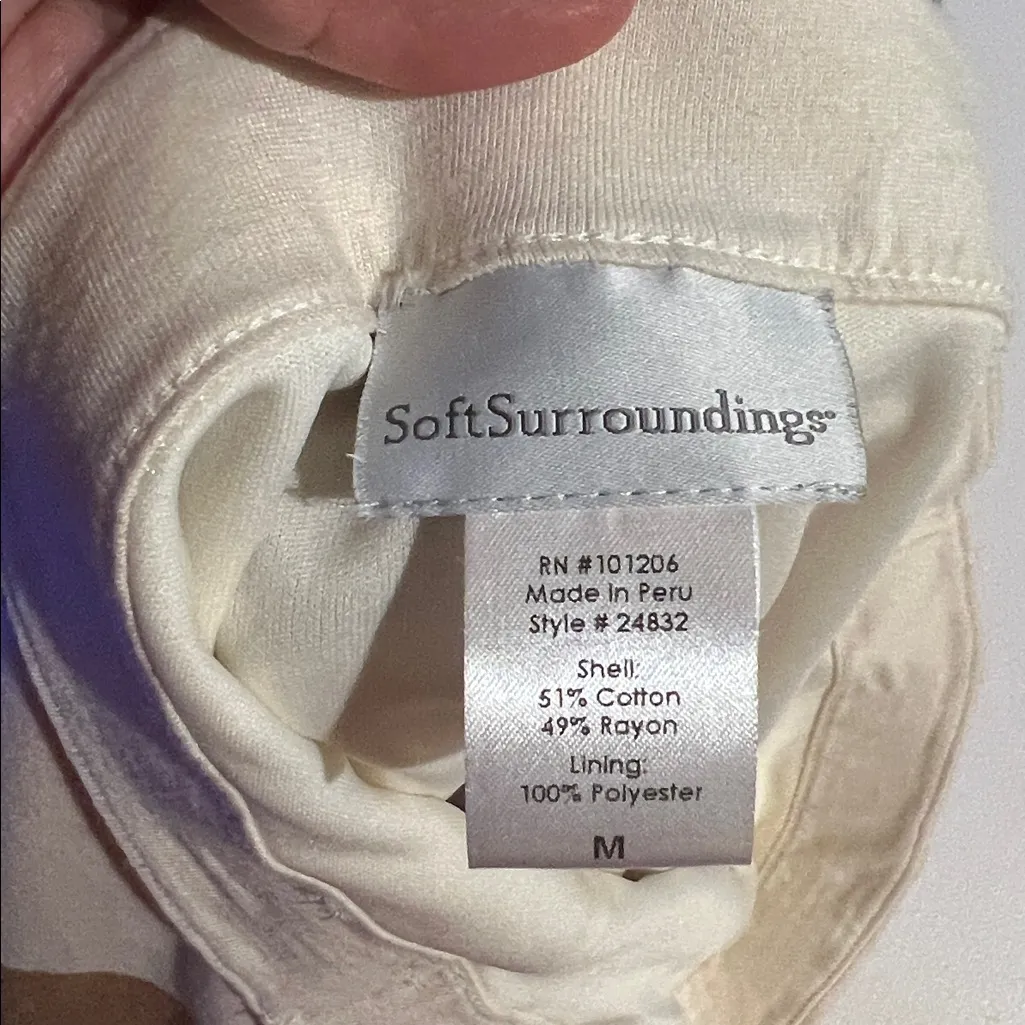 SoftSurroundings®
RN #101206
Made In Peru
Style # 24832
Shell:
51% Cotton
49% Rayon
Lining:
100% Polyester
M